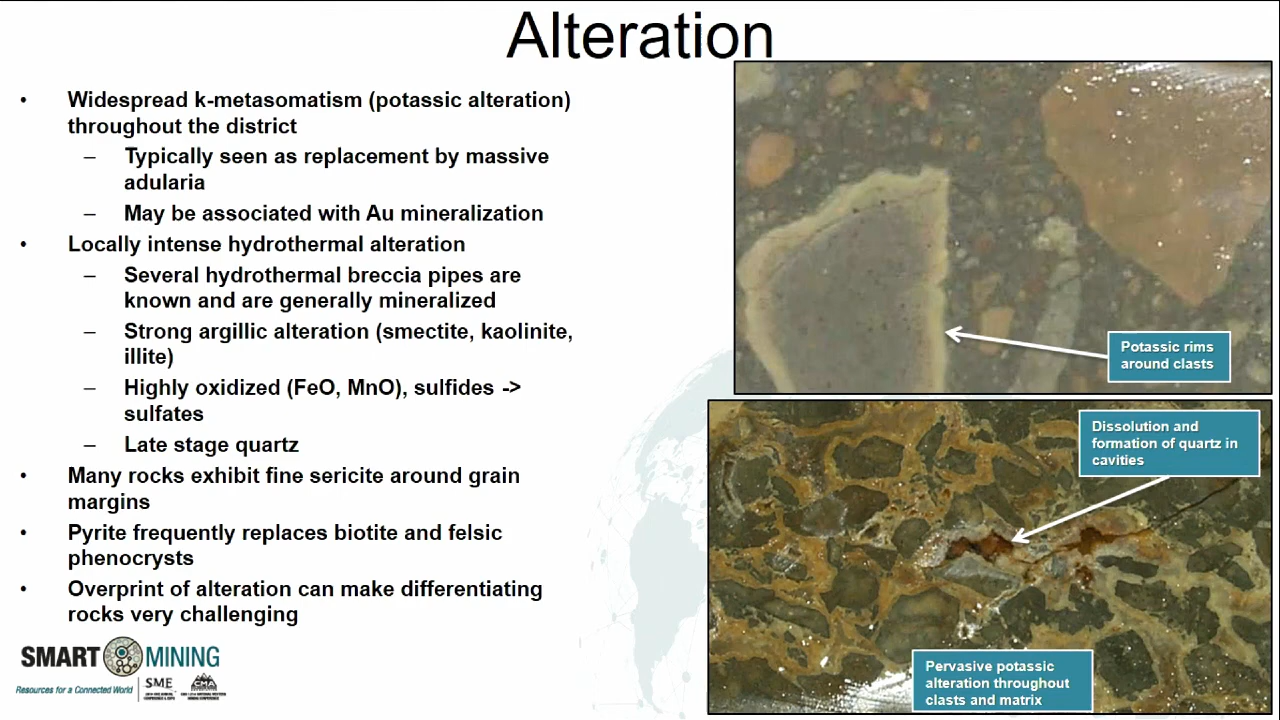 Alteration
• Widespread k-metasomatism (potassic alteration)
throughout the district
– Typically seen as replacement by massive
adularia
– May be associated with Au mineralization
• Locally intense hydrothermal alteration
– Several hydrothermal breccia pipes are
known and are generally mineralized
– Strong argillic alteration (smectite, kaolinite,
illite)
– Highly oxidized (FeO, MnO), sulfides ->
sulfates
– Late stage quartz
• Many rocks exhibit fine sericite around grain
margins
• Pyrite frequently replaces biotite and felsic
phenocrysts
• Overprint of alteration can make differentiating
rocks very challenging
Potassic rims
around clasts
Dissolution and
formation of quartz in
cavities
Pervasive potassic
alteration throughout
clasts and matrix
SMART MINING
Resources for a Connected World
SME
CMA